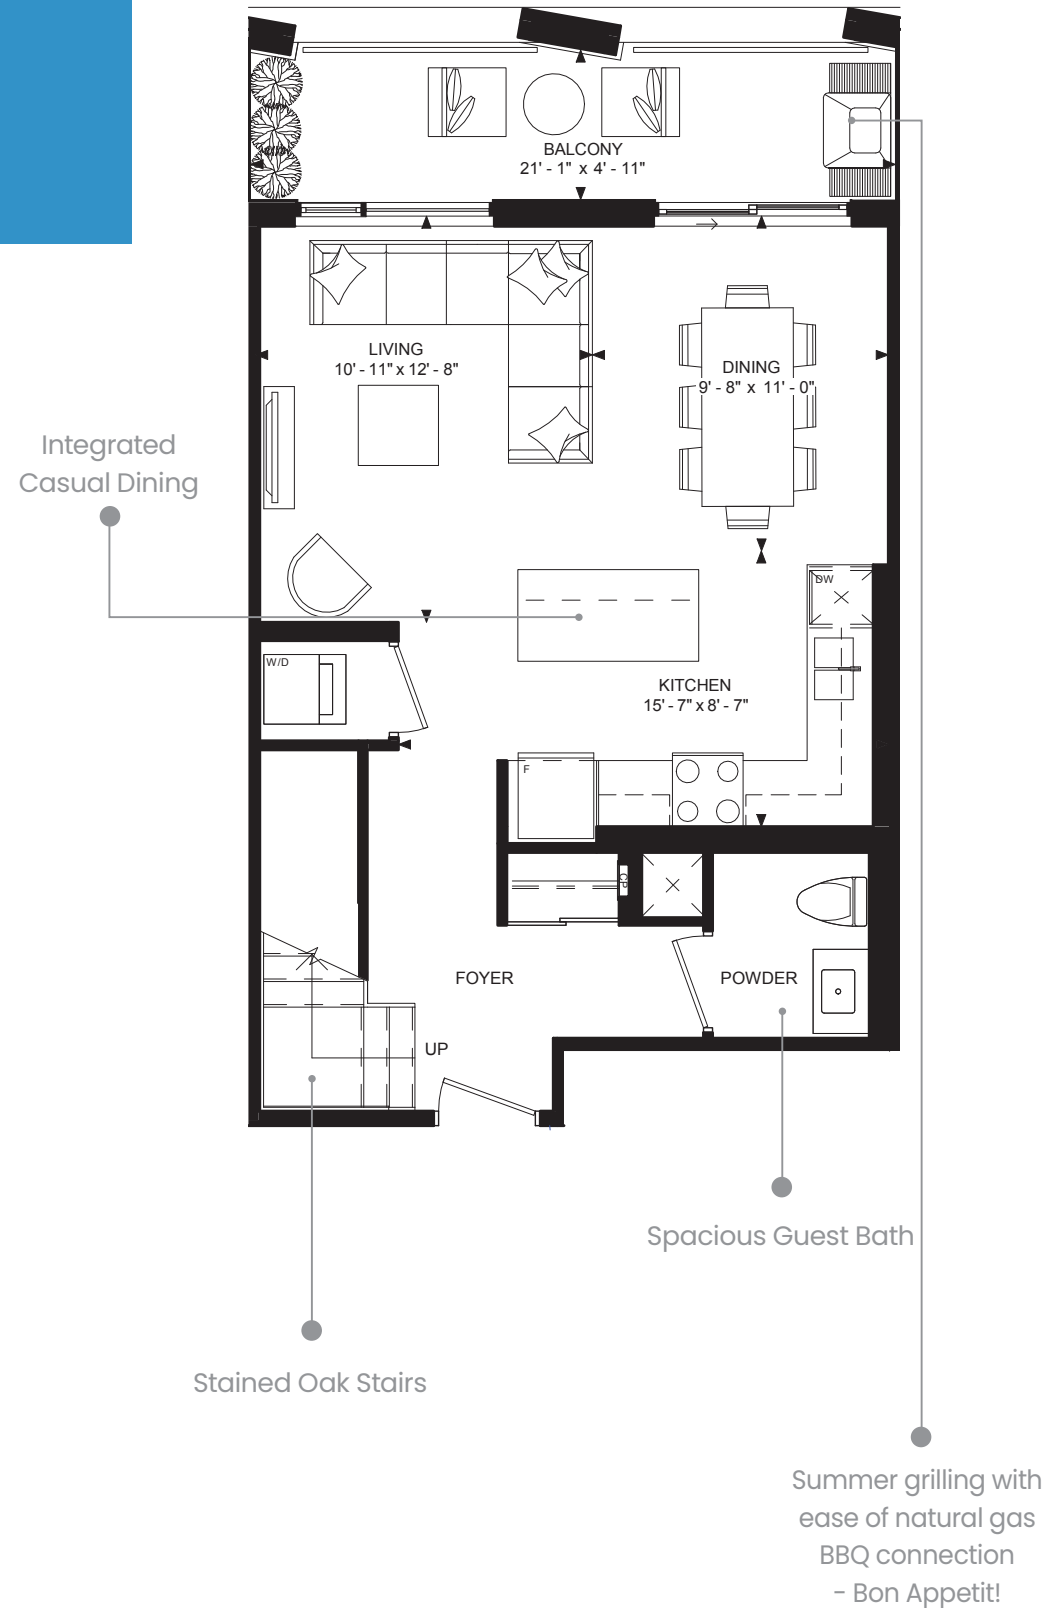 BALCONY
21' - 1" x 4' - 11"
LIVING
10' - 11" x 12' - 8"
DINING
9' - 8" x 11' - 0"
Integrated
Casual Dining
DW
W/D
KITCHEN
15' - 7" x 8' - 7"
F
CP
FOYER
POWDER
UP
Spacious Guest Bath
Stained Oak Stairs
Summer grilling with
ease of natural gas
BBQ connection
- Bon Appetit!